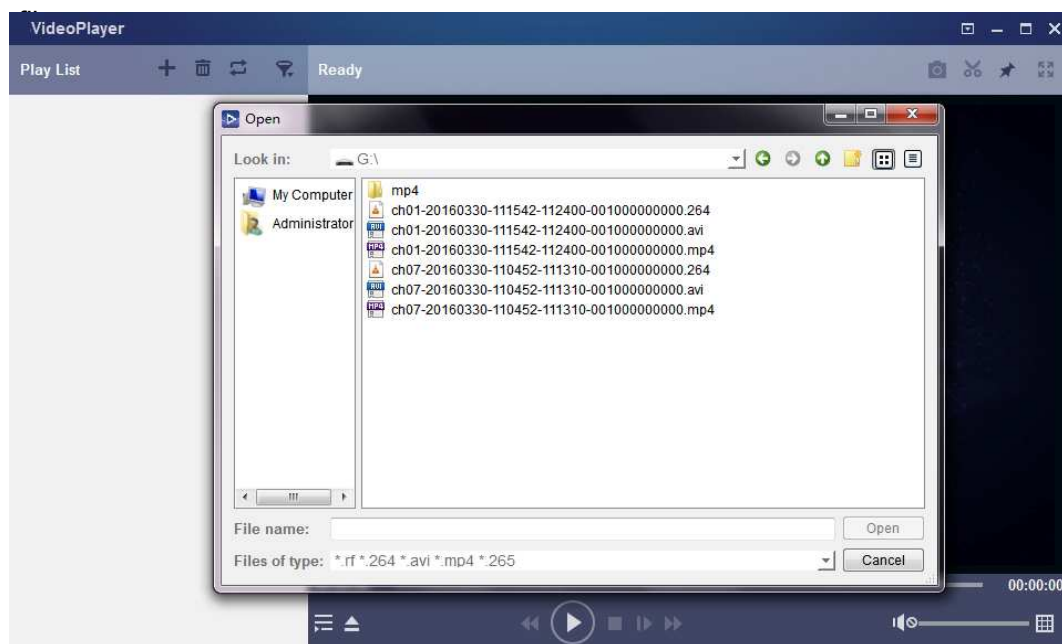 VideoPlayer
Play List
Ready
Open
Look in:
G:\
My Computer
Administrator
mp4
ch01-20160330-111542-112400-001000000000.264
ch01-20160330-111542-112400-001000000000.avi
ch01-20160330-111542-112400-001000000000.mp4
ch07-20160330-110452-111310-001000000000.264
ch07-20160330-110452-111310-001000000000.avi
ch07-20160330-110452-111310-001000000000.mp4
File name:
Open
Files of type: *.rf *.264 *.avi *.mp4 *.265
Cancel
00:00:00